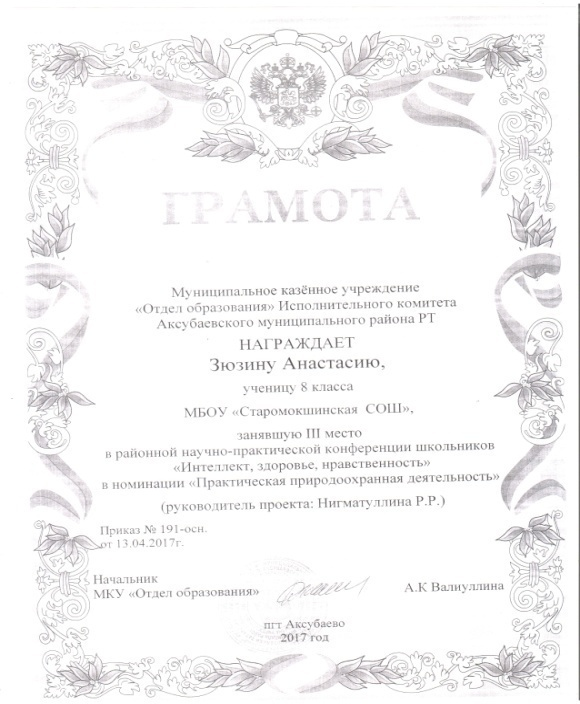 ГРАМОТА
Муниципальное казённое учреждение
«Отдел образования» Исполнительного комитета
Аксубаевского муниципального района РТ
НАГРАЖДАЕТ
Зюзину Анастасию,
ученицу 8 класса
МБОУ «Старомокшинская СОШ»,
занявшую III место
в районной научно-практической конференции школьников
«Интеллект, здоровье, нравственность»
в номинации «Практическая природоохранная деятельность»
(руководитель проекта: Нигматуллина Р.Р.)
Приказ № 191-осн.
от 13.04.2017г.
Начальник
МКУ «Отдел образования» А.К Валиуллина
пгт Аксубаево
2017 год